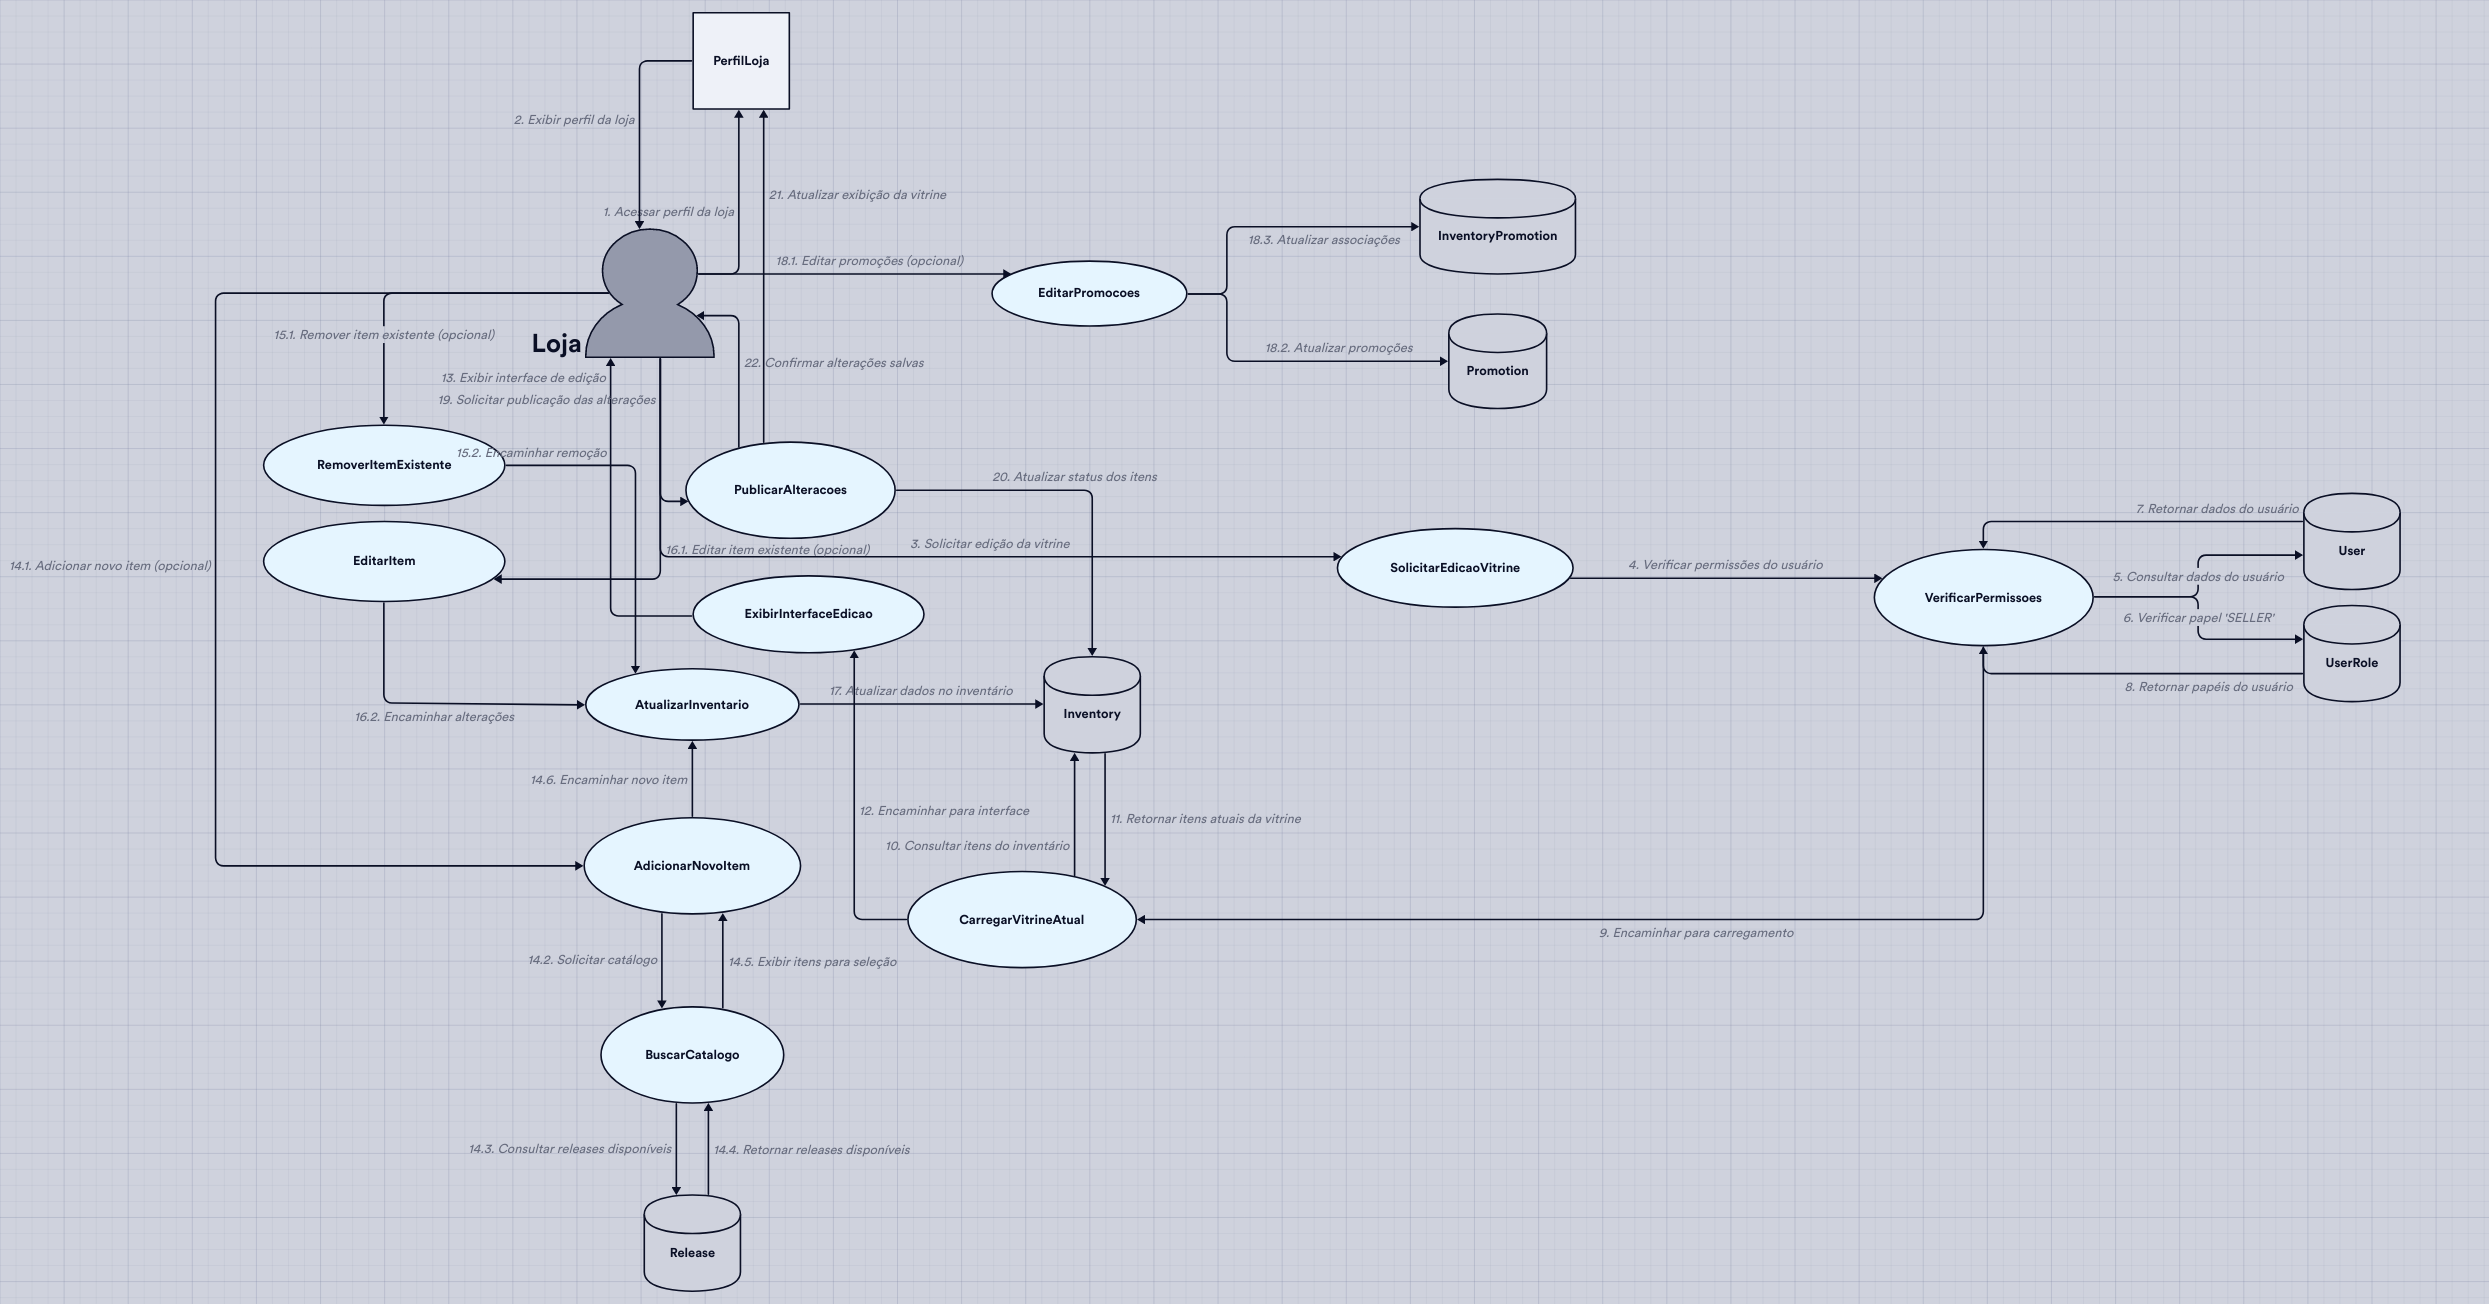 PerfilLoja
2. Exibir perfil da loja
21. Atualizar exibição da vitrine
1. Acessar perfil da loja
InventoryPromotion
18.3. Atualizar associações
18.1. Editar promoções (opcional)
EditarPromocoes
15.1. Remover item existente (opcional)
Loja
18.2. Atualizar promoções
22. Confirmar alterações salvas
Promotion
13. Exibir interface de edição
19. Solicitar publicação das alterações
15.2. Encaminhar remoção
RemoverItemExistente
20. Atualizar status dos itens
PublicarAlteracoes
7. Retornar dados do usuário
3. Solicitar edição da vitrine
16.1. Editar item existente (opcional)
User
EditarItem
14.1. Adicionar novo item (opcional)
SolicitarEdicaoVitrine
4. Verificar permissões do usuário
5. Consultar dados do usuário
VerificarPermissoes
ExibirInterfaceEdicao
6. Verificar papel 'SELLER'
UserRole
8. Retornar papéis do usuário
17. Atualizar dados no inventário
AtualizarInventario
Inventory
16.2. Encaminhar alterações
14.6. Encaminhar novo item
12. Encaminhar para interface
11. Retornar itens atuais da vitrine
10. Consultar itens do inventário
AdicionarNovoItem
CarregarVitrineAtual
9. Encaminhar para carregamento
14.2. Solicitar catálogo
14.5. Exibir itens para seleção
BuscarCatalogo
14.3. Consultar releases disponíveis
14.4. Retornar releases disponíveis
Release